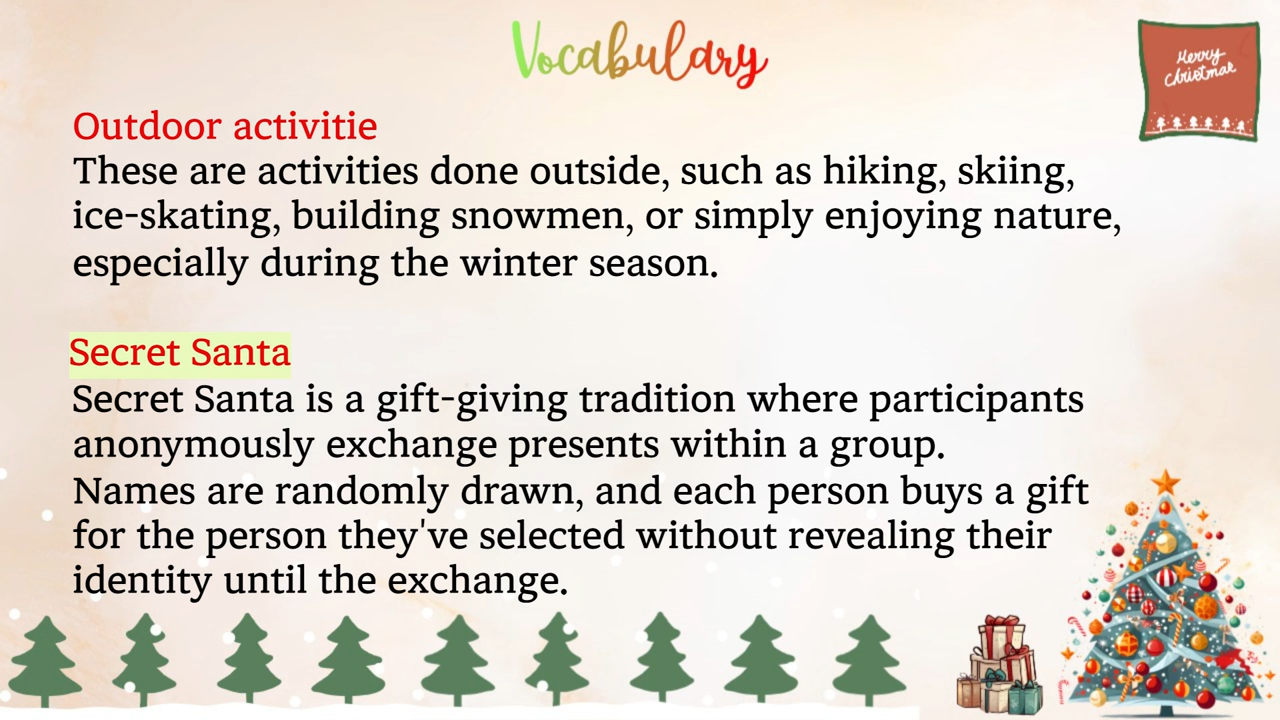 Vocabulary
Merry
Christmas
Outdoor activitie
These are activities done outside, such as hiking, skiing,
ice-skating, building snowmen, or simply enjoying nature,
especially during the winter season.
Secret Santa
Secret Santa is a gift-giving tradition where participants
anonymously exchange presents within a group.
Names are randomly drawn, and each person buys a gift
for the person they've selected without revealing their
identity until the exchange.